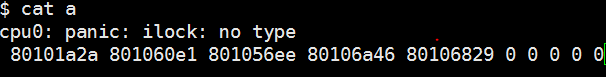 $ cat a
cpu0: panic: ilock: no type
80101a2a 801060e1 801056ee 80106a46 80106829 0 0 0 0 0